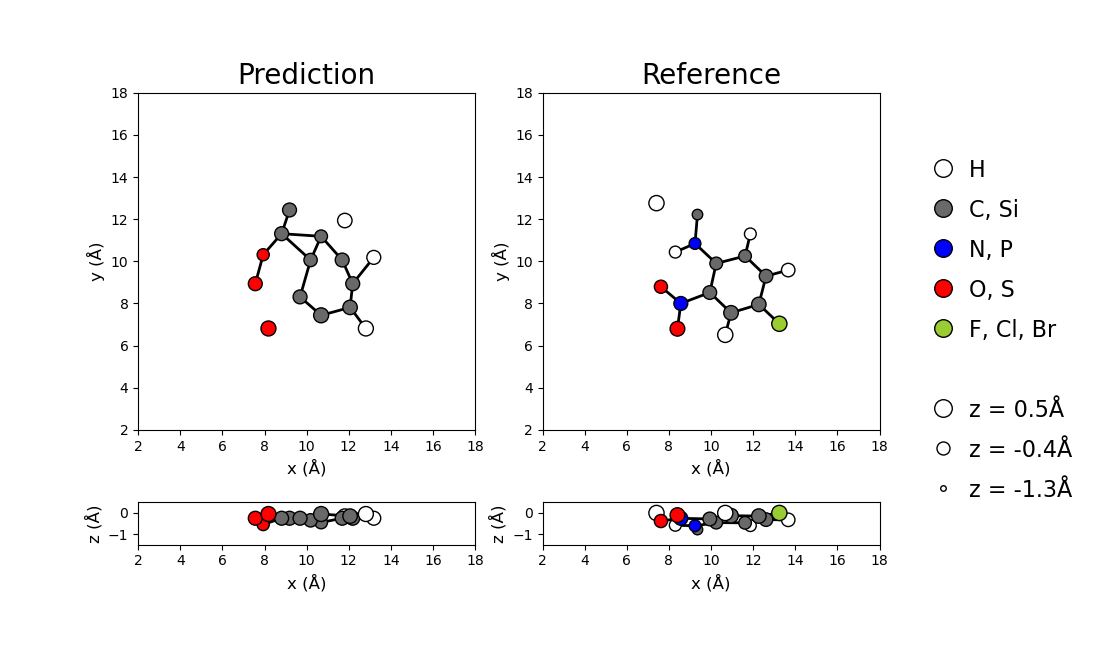 Prediction
Reference
18
16
14
12
10
8
6
4
2
y (Å)
2 4 6 8 10 12 14 16 18
x (Å)
18
16
14
12
10
8
6
4
2
y (Å)
2 4 6 8 10 12 14 16 18
x (Å)
0
−1
z (Å)
2 4 6 8 10 12 14 16 18
x (Å)
0
−1
z (Å)
2 4 6 8 10 12 14 16 18
x (Å)
H
C, Si
N, P
O, S
F, Cl, Br
z = 0.5Å
z = -0.4Å
z = -1.3Å